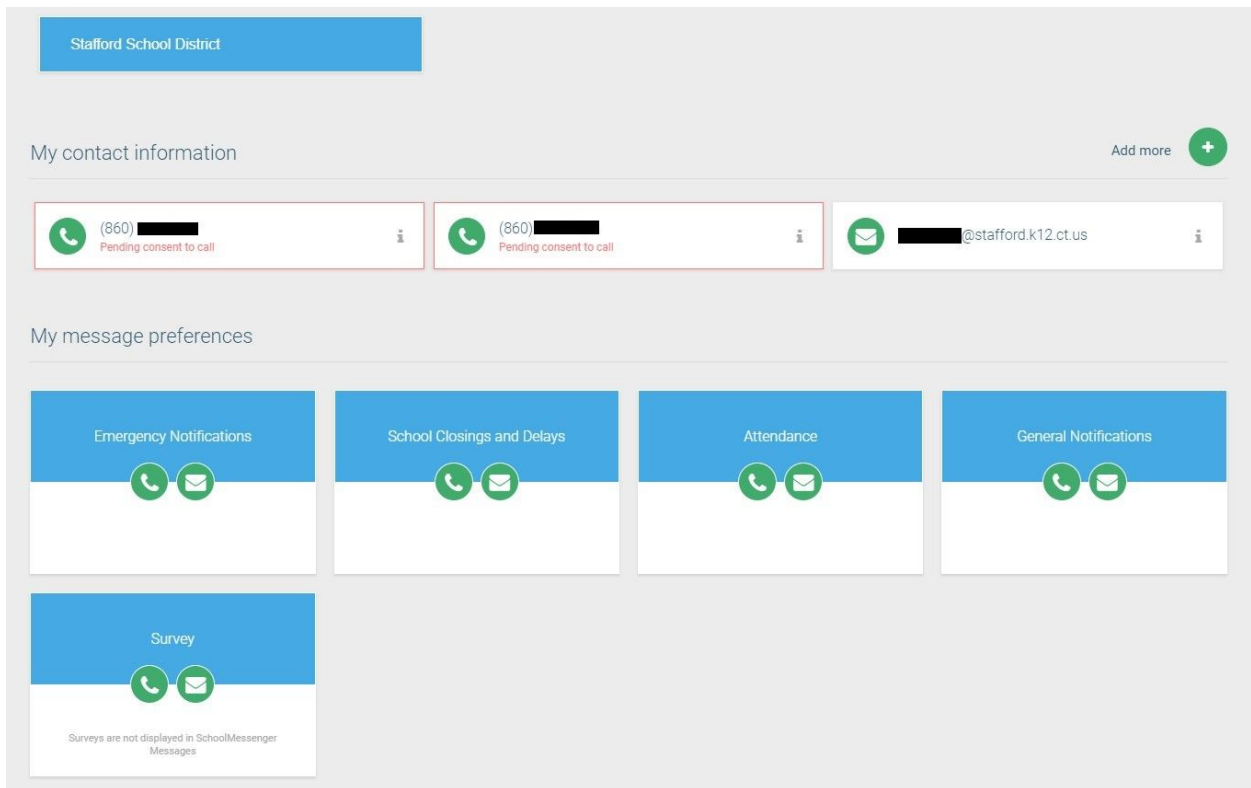 Stafford School District
My contact information
Add more
(860)
Pending consent to call
(860)
Pending consent to call
@stafford.k12.ct.us
My message preferences
Emergency Notifications
School Closings and Delays
Attendance
General Notifications
Survey
Surveys are not displayed in SchoolMessenger
Messages